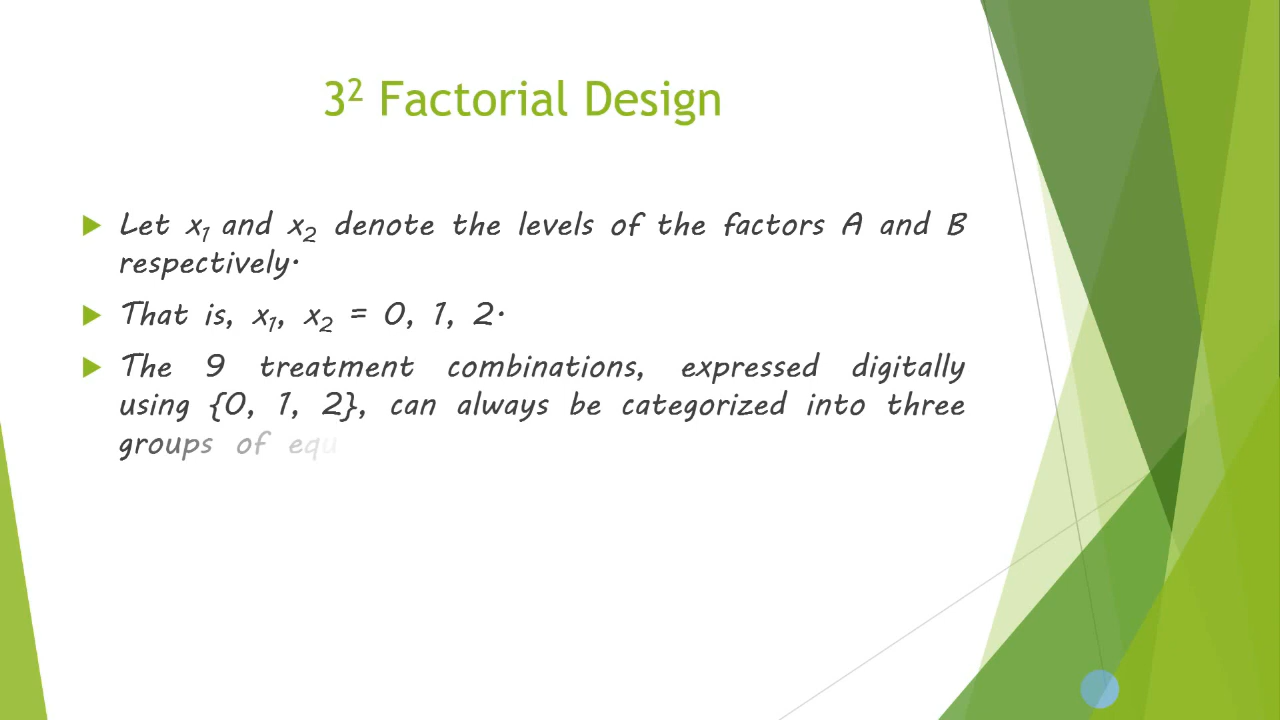 3² Factorial Design
Let x₁ and x₂ denote the levels of the factors A and B
respectively.
That is, x₁, x₂ = 0, 1, 2.
The 9 treatment combinations, expressed digitally
using {0, 1, 2}, can always be categorized into three
groups of equ